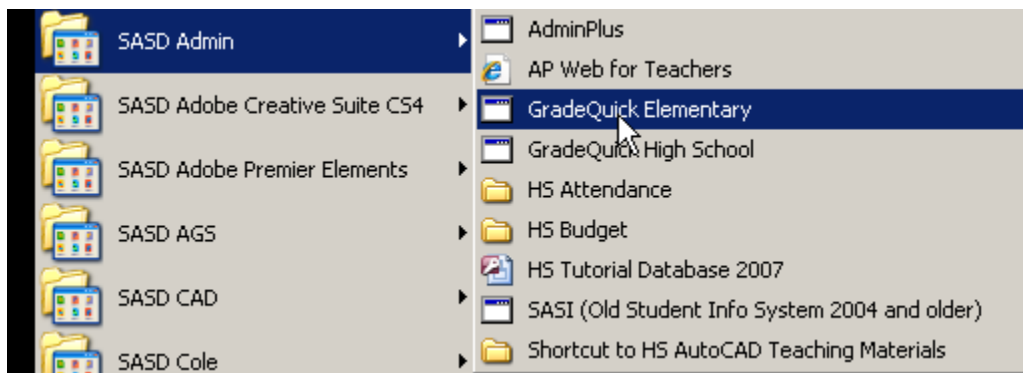 SASD Admin
SASD Adobe Creative Suite CS4
SASD Adobe Premier Elements
SASD AGS
SASD CAD
SASD Cole
AdminPlus
AP Web for Teachers
GradeQuick Elementary
GradeQuick High School
HS Attendance
HS Budget
HS Tutorial Database 2007
SASI (Old Student Info System 2004 and older)
Shortcut to HS AutoCAD Teaching Materials